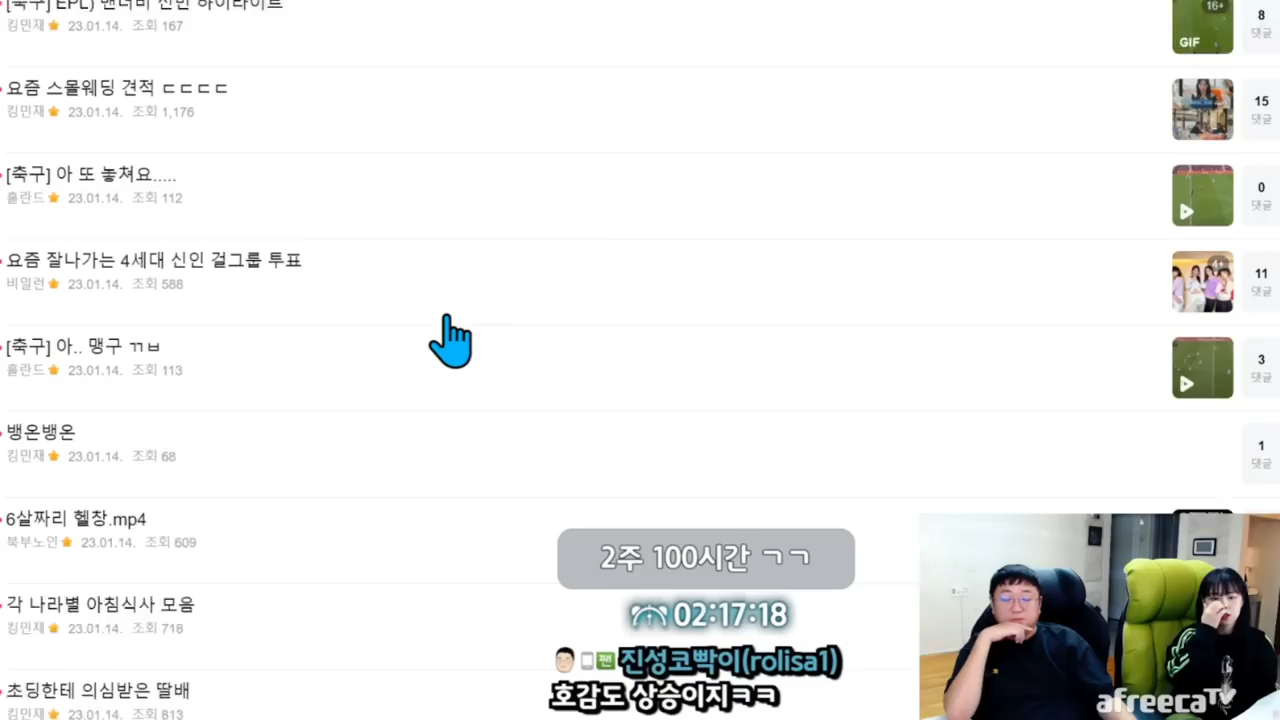 [축구] EPL) 맨더비 전반 하이라이트
킹민재 23.01.14. 조회 167
16+
GIF
8
댓글
요즘 스몰웨딩 견적 ㄷㄷㄷㄷ
킹민재 23.01.14. 조회 1,176
15
댓글
[축구] 아 또 놓쳐요.....
홀란드 23.01.14. 조회 112
0
댓글
요즘 잘나가는 4세대 신인 걸그룹 투표
비일런 23.01.14. 조회 588
4+
11
댓글
[축구] 아.. 맹구 ㄲㅂ
홀란드 23.01.14. 조회 113
3
댓글
뱅온뱅온
킹민재 23.01.14. 조회 68
1
댓글
6살짜리 헬창.mp4
북부노인 23.01.14. 조회 609
각 나라별 아침식사 모음
킹민재 23.01.14. 조회 718
초딩한테 의심받은 딸배
킹민재 23.01.14. 조회 813
2주 100시간 ㄱㄱ
02:17:18
팬 진성코빡이(rolisa1)
호감도 상승이지ㅋㅋ
afreecaTV